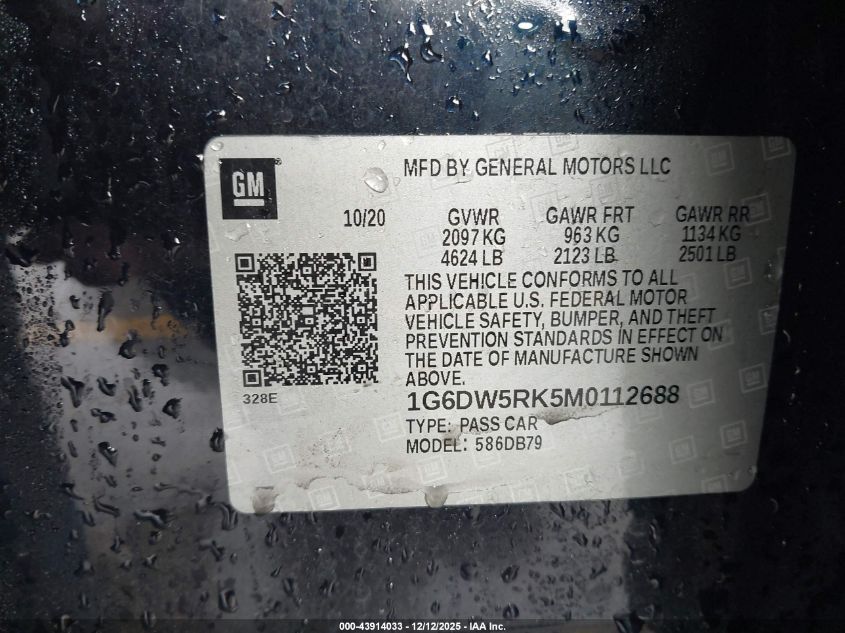 GM
MFD BY GENERAL MOTORS LLC
10/20
GVWR GAWR FRT GAWR RR
2097 KG 963 KG 1134 KG
4624 LB 2123 LB 2501 LB
THIS VEHICLE CONFORMS TO ALL
APPLICABLE U.S. FEDERAL MOTOR
VEHICLE SAFETY, BUMPER, AND THEFT
PREVENTION STANDARDS IN EFFECT ON
THE DATE OF MANUFACTURE SHOWN
ABOVE.
328E
1G6DW5RK5M0112688
TYPE: PASS CAR
MODEL: 586DB79
000-43914033 - 12/12/2025 - IAA Inc.